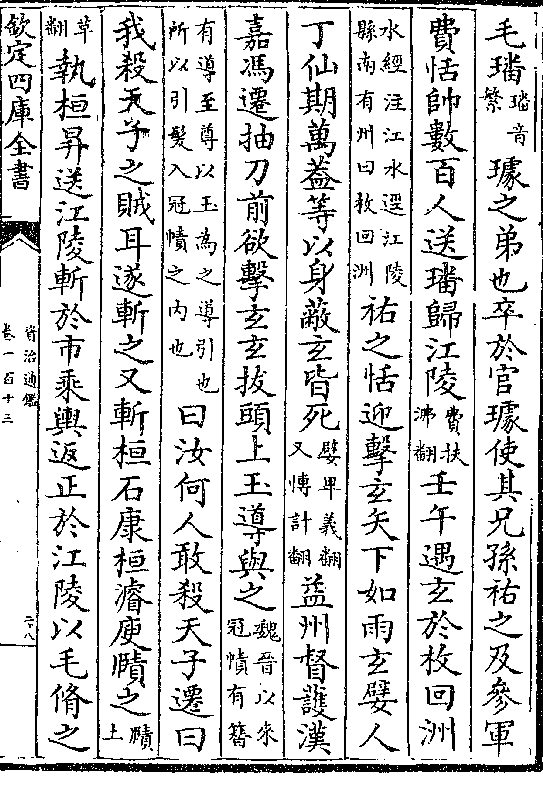 毛璠璠音繁璩之弟也卒於官璩使其兄孫祐之及參軍
費恬帥數百人送璠歸江陵費扶沸翻壬午遇玄於枚回洲
水經注江水逕江陵縣南有州曰枚回洲祐之恬迎擊玄矢下如雨玄嬖人
丁仙期萬蓋等以身蔽玄皆死嬖畢義翻又博計翻益州督護漢
嘉馮遷抽刀前欲擊玄玄拔頭上玉導與之魏晉以來冠幘有簪
有導至尊以玉為之導引也所以引髮入冠幘之内也曰汝何人敢殺天子遷曰
我殺天子之賊耳遂斬之又斬桓石康桓濬庾賾之賾士
革翻執桓昇送江陵斬於市乘輿返正於江陵以毛脩之
欽定四庫全書
資治通鑑
卷一百十三
二十八